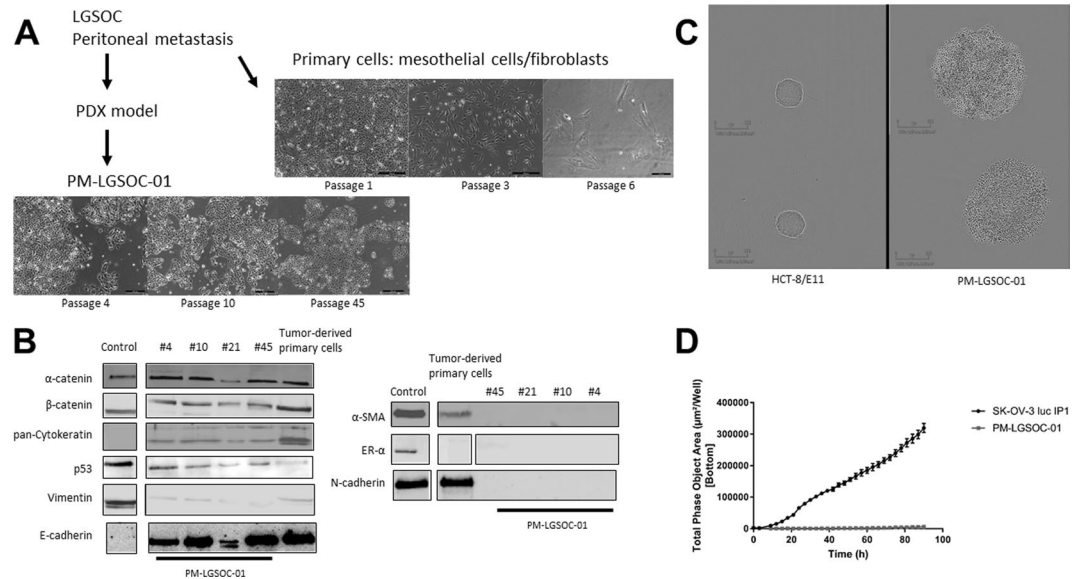 A
LGSOC
Peritoneal metastasis
PDX model
PM-LGSOC-01
Passage 4
Passage 10
Passage 45
Primary cells: mesothelial cells/fibroblasts
Passage 1
Passage 3
Passage 6
B
Control
#4
#10
#21
#45
Tumor-derived
primary cells
α-catenin
β-catenin
pan-Cytokeratin
p53
Vimentin
E-cadherin
PM-LGSOC-01
Tumor-derived
primary cells
Control
#45
#21
#10
#4
α-SMA
ER-α
N-cadherin
PM-LGSOC-01
C
HCT-8/E11
PM-LGSOC-01
D
Total Phase Object Area (µm²/Well)
[Bottom]
400000
300000
200000
100000
0
0
20
40
60
80
100
Time (h)
SK-OV-3 luc IP1
PM-LGSOC-01